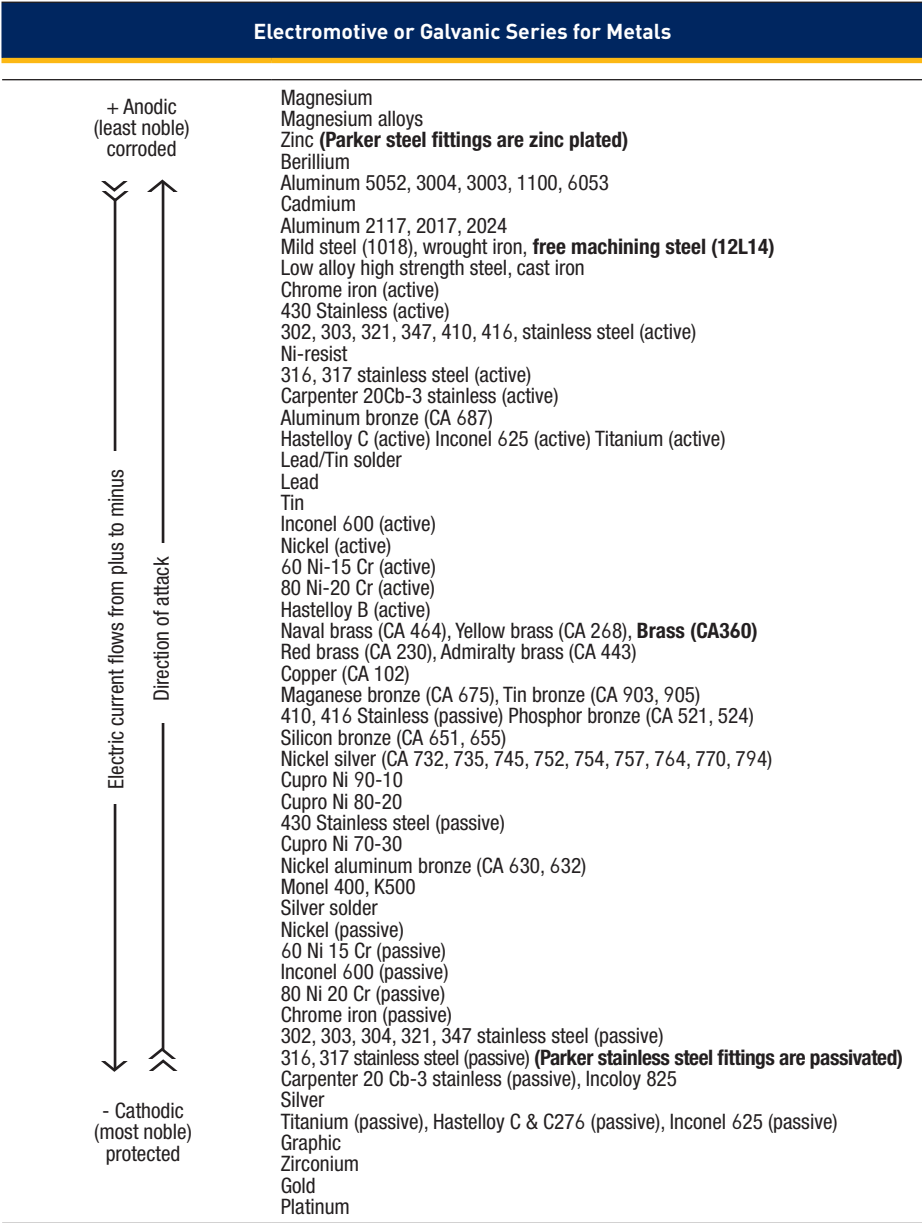 Electromotive or Galvanic Series for Metals
+ Anodic
(least noble)
corroded
Electric current flows from plus to minus
Direction of attack
- Cathodic
(most noble)
protected
Magnesium
Magnesium alloys
Zinc (Parker steel fittings are zinc plated)
Berillium
Aluminum 5052, 3004, 3003, 1100, 6053
Cadmium
Aluminum 2117, 2017, 2024
Mild steel (1018), wrought iron, free machining steel (12L14)
Low alloy high strength steel, cast iron
Chrome iron (active)
430 Stainless (active)
302, 303, 321, 347, 410, 416, stainless steel (active)
Ni-resist
316, 317 stainless steel (active)
Carpenter 20Cb-3 stainless (active)
Aluminum bronze (CA 687)
Hastelloy C (active) Inconel 625 (active) Titanium (active)
Lead/Tin solder
Lead
Tin
Inconel 600 (active)
Nickel (active)
60 Ni-15 Cr (active)
80 Ni-20 Cr (active)
Hastelloy B (active)
Naval brass (CA 464), Yellow brass (CA 268), Brass (CA360)
Red brass (CA 230), Admiralty brass (CA 443)
Copper (CA 102)
Maganese bronze (CA 675), Tin bronze (CA 903, 905)
410, 416 Stainless (passive) Phosphor bronze (CA 521, 524)
Silicon bronze (CA 651, 655)
Nickel silver (CA 732, 735, 745, 752, 754, 757, 764, 770, 794)
Cupro Ni 90-10
Cupro Ni 80-20
430 Stainless steel (passive)
Cupro Ni 70-30
Nickel aluminum bronze (CA 630, 632)
Monel 400, K500
Silver solder
Nickel (passive)
60 Ni 15 Cr (passive)
Inconel 600 (passive)
80 Ni 20 Cr (passive)
Chrome iron (passive)
302, 303, 304, 321, 347 stainless steel (passive)
316, 317 stainless steel (passive) (Parker stainless steel fittings are passivated)
Carpenter 20 Cb-3 stainless (passive), Incoloy 825
Silver
Titanium (passive), Hastelloy C & C276 (passive), Inconel 625 (passive)
Graphic
Zirconium
Gold
Platinum